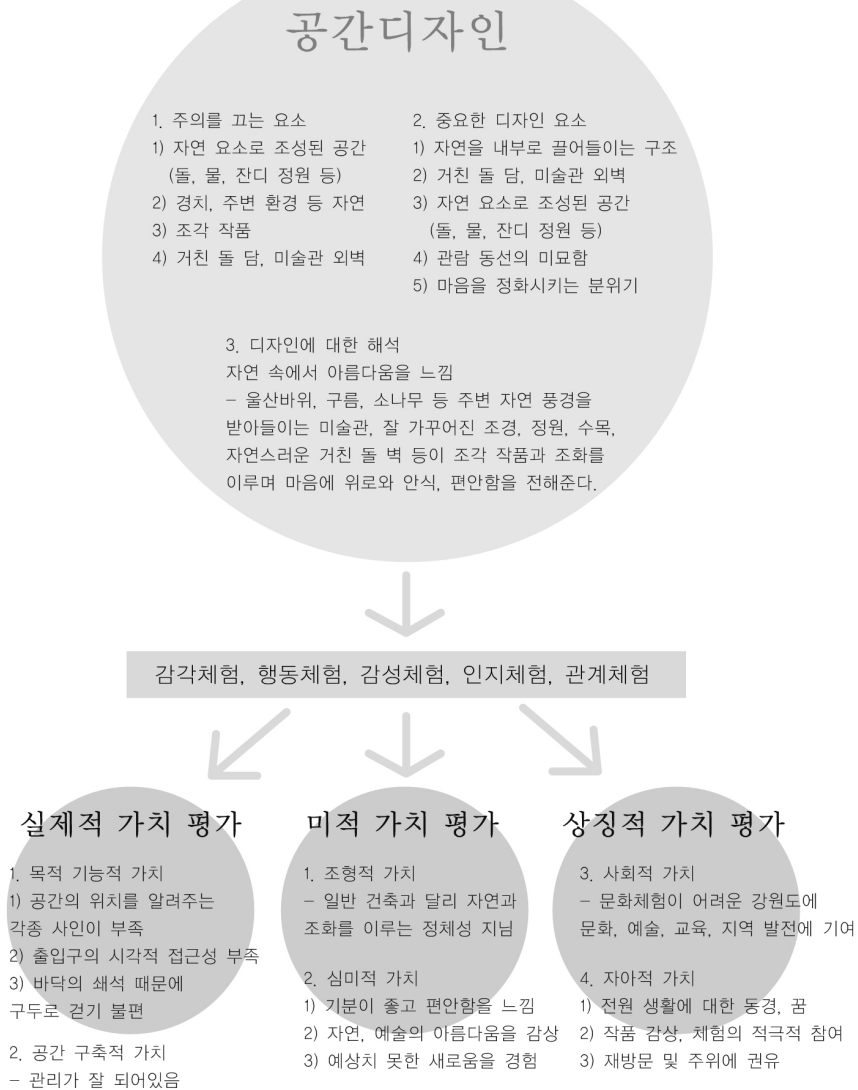 공간디자인
1. 주의를 끄는 요소
1) 자연 요소로 조성된 공간
(돌, 물, 잔디 정원 등)
2) 경치, 주변 환경 등 자연
3) 조각 작품
4) 거친 돌 담, 미술관 외벽
2. 중요한 디자인 요소
1) 자연을 내부로 끌어들이는 구조
2) 거친 돌 담, 미술관 외벽
3) 자연 요소로 조성된 공간
(돌, 물, 잔디 정원 등)
4) 관람 동선의 미묘함
5) 마음을 정화시키는 분위기
3. 디자인에 대한 해석
자연 속에서 아름다움을 느낌
- 울산바위, 구름, 소나무 등 주변 자연 풍경을
받아들이는 미술관, 잘 가꾸어진 조경, 정원, 수목,
자연스러운 거친 돌 벽 등이 조각 작품과 조화를
이루며 마음에 위로와 안식, 편안함을 전해준다.
감각체험, 행동체험, 감성체험, 인지체험, 관계체험
실제적 가치 평가
1. 목적 기능적 가치
1) 공간의 위치를 알려주는
각종 사인이 부족
2) 출입구의 시각적 접근성 부족
3) 바닥의 쇄석 때문에
구두로 걷기 불편
2. 공간 구축적 가치
- 관리가 잘 되어있음
미적 가치 평가
1. 조형적 가치
- 일반 건축과 달리 자연과
조화를 이루는 정체성 지님
2. 심미적 가치
1) 기분이 좋고 편안함을 느낌
2) 자연, 예술의 아름다움을 감상
3) 예상치 못한 새로움을 경험
상징적 가치 평가
3. 사회적 가치
- 문화체험이 어려운 강원도에
문화, 예술, 교육, 지역 발전에 기여
4. 자아적 가치
1) 전원 생활에 대한 동경, 꿈
2) 작품 감상, 체험의 적극적 참여
3) 재방문 및 주위에 권유